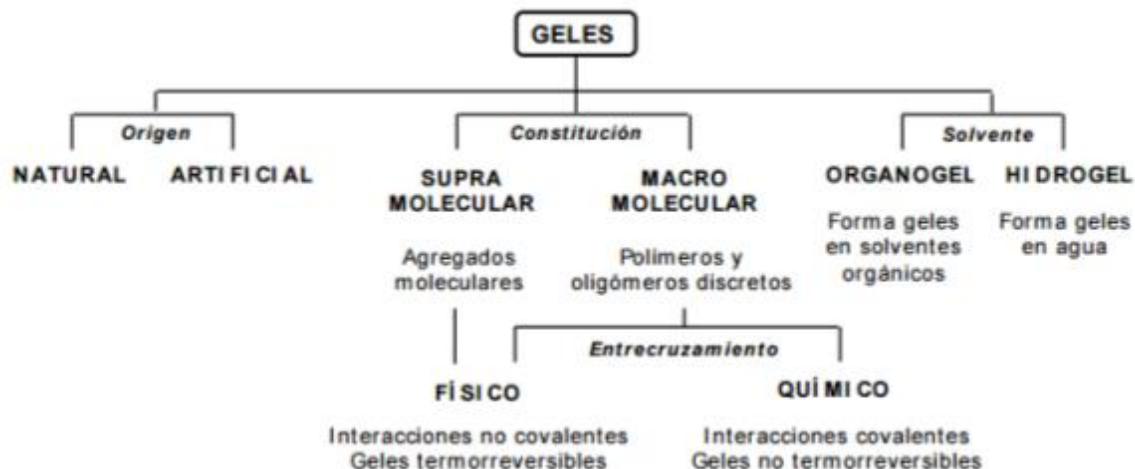 GELES
Origen
Constitución
Solvente
NATURAL
ARTIFICIAL
SUPRA
MOLECULAR
MACRO
MOLECULAR
ORGANOGEL
HIDROGEL
Agregados
moleculares
Polímeros y
oligómeros discretos
Forma geles
en solventes
orgánicos
Forma geles
en agua
Entrecruzamiento
FÍSICO
QUÍMICO
Interacciones no covalentes
Geles termorreversibles
Interacciones covalentes
Geles no termorreversibles